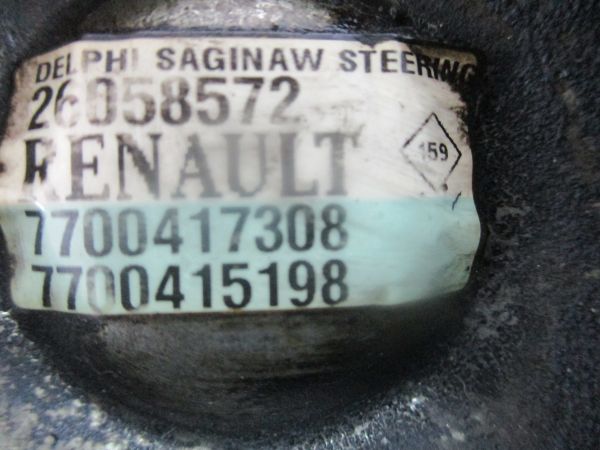 DELPHI SAGINAW STEERING
26058572
RENAULT
159
7700417308
7700415198